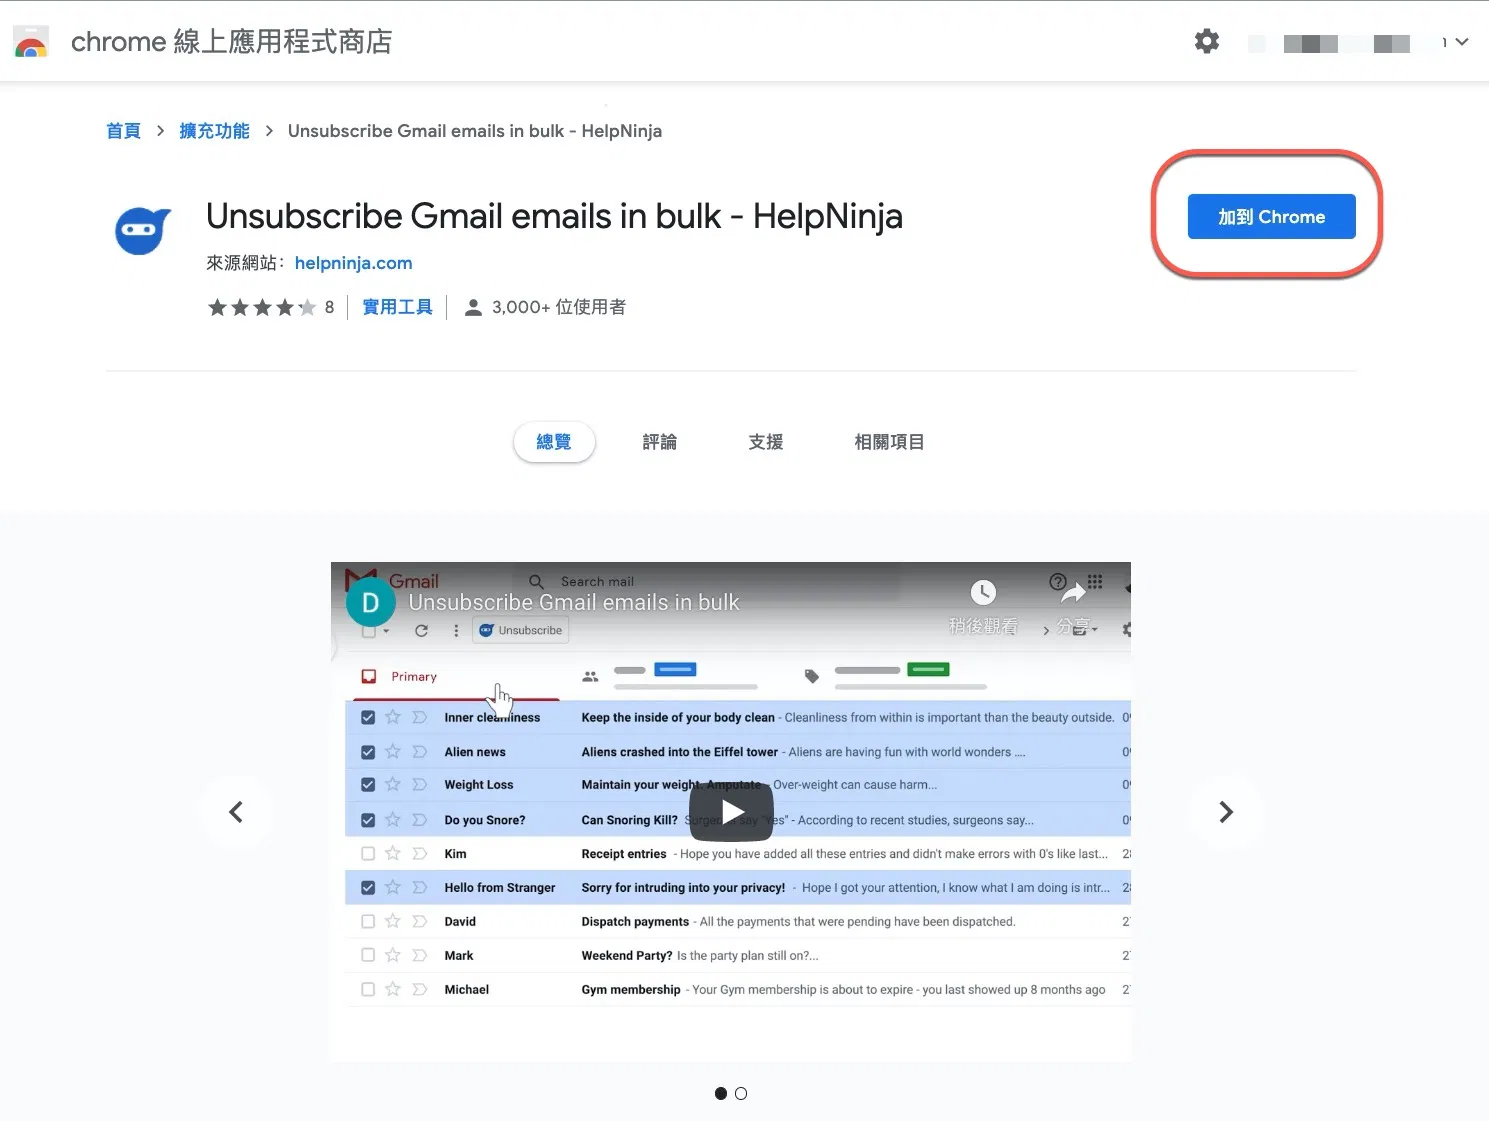 chrome 線上應用程式商店
首頁 > 擴充功能 > Unsubscribe Gmail emails in bulk - HelpNinja
Unsubscribe Gmail emails in bulk - HelpNinja
加到 Chrome
來源網站： helpninja.com
8 實用工具 3,000+ 位使用者
總覽 評論 支援 相關項目
Gmail Search mail
D Unsubscribe Gmail emails in bulk
稍後觀看 分享
Unsubscribe
Primary
Inner cleanliness Keep the inside of your body clean - Cleanliness from within is important than the beauty outside.
Alien news Aliens crashed into the Eiffel tower - Aliens are having fun with world wonders ....
Weight Loss Maintain your weight. Amputate - Over-weight can cause harm...
Do you Snore? Can Snoring Kill? Surgeons say "Yes" - According to recent studies, surgeons say...
Kim Receipt entries - Hope you have added all these entries and didn't make errors with 0's like last...
Hello from Stranger Sorry for intruding into your privacy! - Hope I got your attention, I know what I am doing is intr...
David Dispatch payments - All the payments that were pending have been dispatched.
Mark Weekend Party? Is the party plan still on?...
Michael Gym membership - Your Gym membership is about to expire - you last showed up 8 months ago